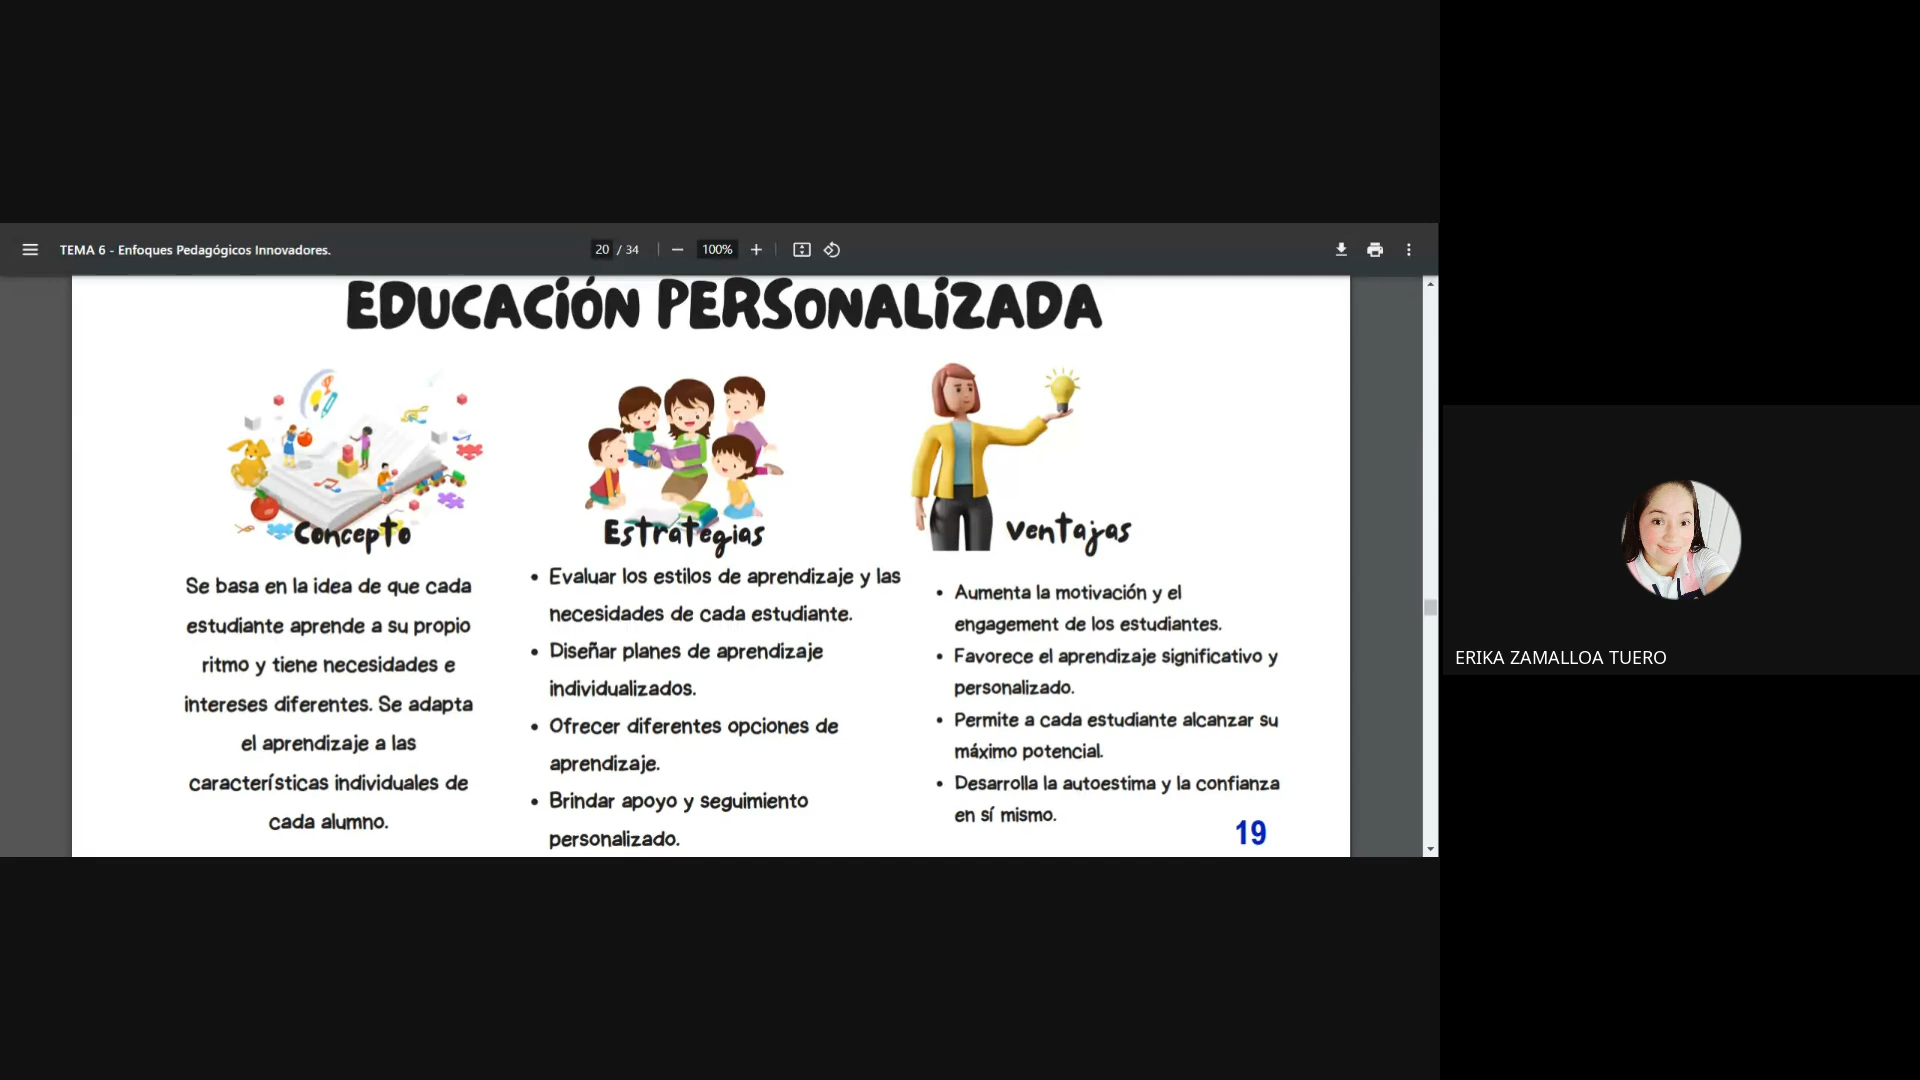 TEMA 6 - Enfoques Pedagógicos Innovadores.
20 / 34
100%
EDUCACIÓN PERSONALIZADA
Concepto
Se basa en la idea de que cada
estudiante aprende a su propio
ritmo y tiene necesidades e
intereses diferentes. Se adapta
el aprendizaje a las
características individuales de
cada alumno.
Estrategias
• Evaluar los estilos de aprendizaje y las
necesidades de cada estudiante.
• Diseñar planes de aprendizaje
individualizados.
• Ofrecer diferentes opciones de
aprendizaje.
• Brindar apoyo y seguimiento
personalizado.
Ventajas
• Aumenta la motivación y el
engagement de los estudiantes.
• Favorece el aprendizaje significativo y
personalizado.
• Permite a cada estudiante alcanzar su
máximo potencial.
• Desarrolla la autoestima y la confianza
en sí mismo.
19
ERIKA ZAMALLOA TUERO